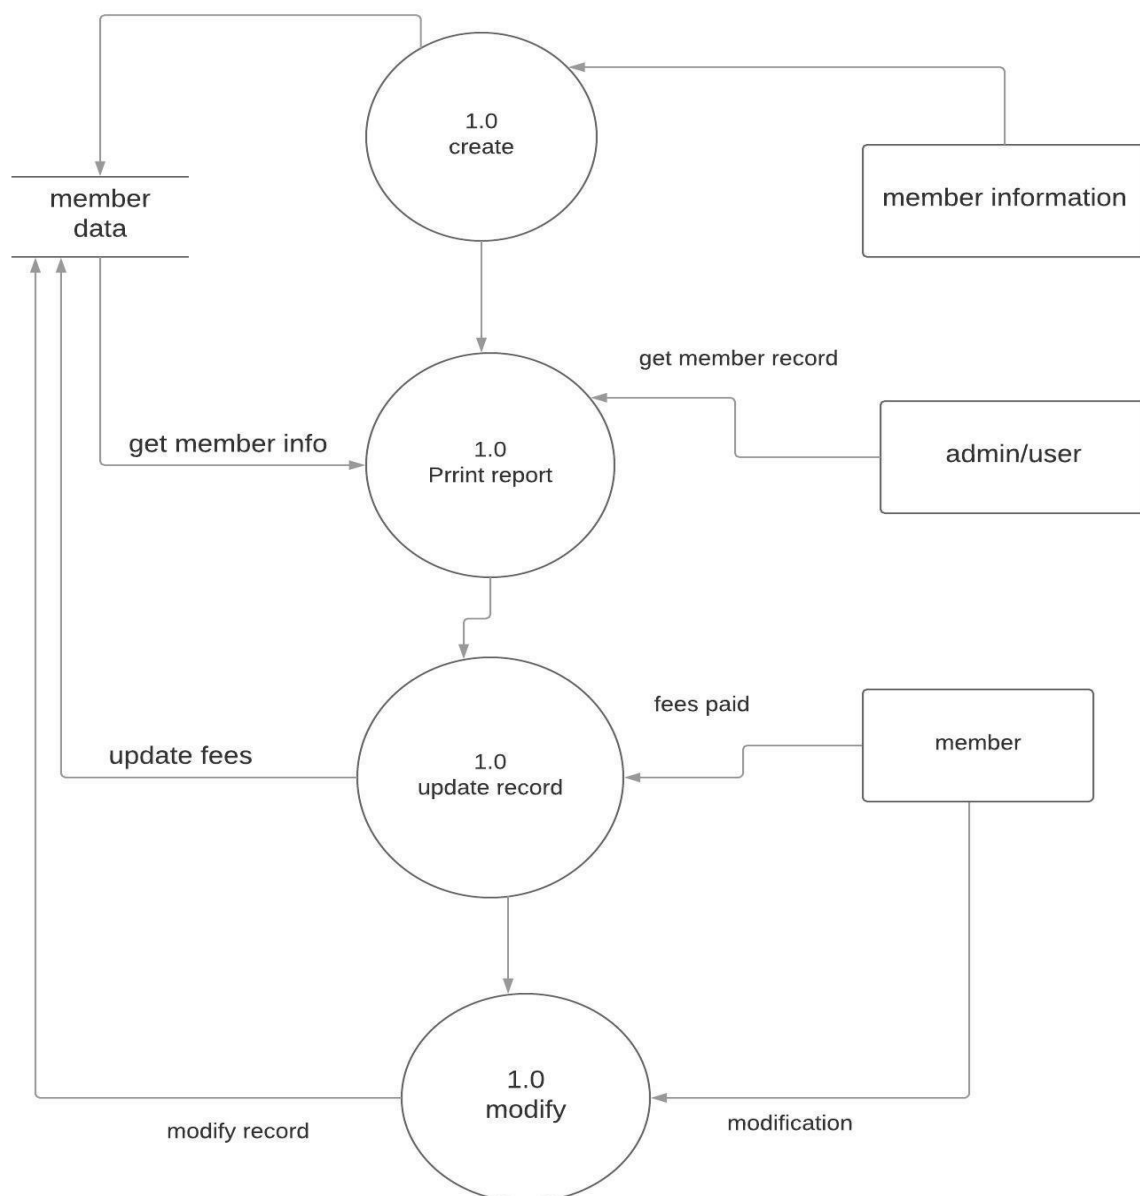 1.0
create
member
data
member information
get member record
1.0
Prrint report
get member info
admin/user
fees paid
member
update fees
1.0
update record
1.0
modify
modification
modify record